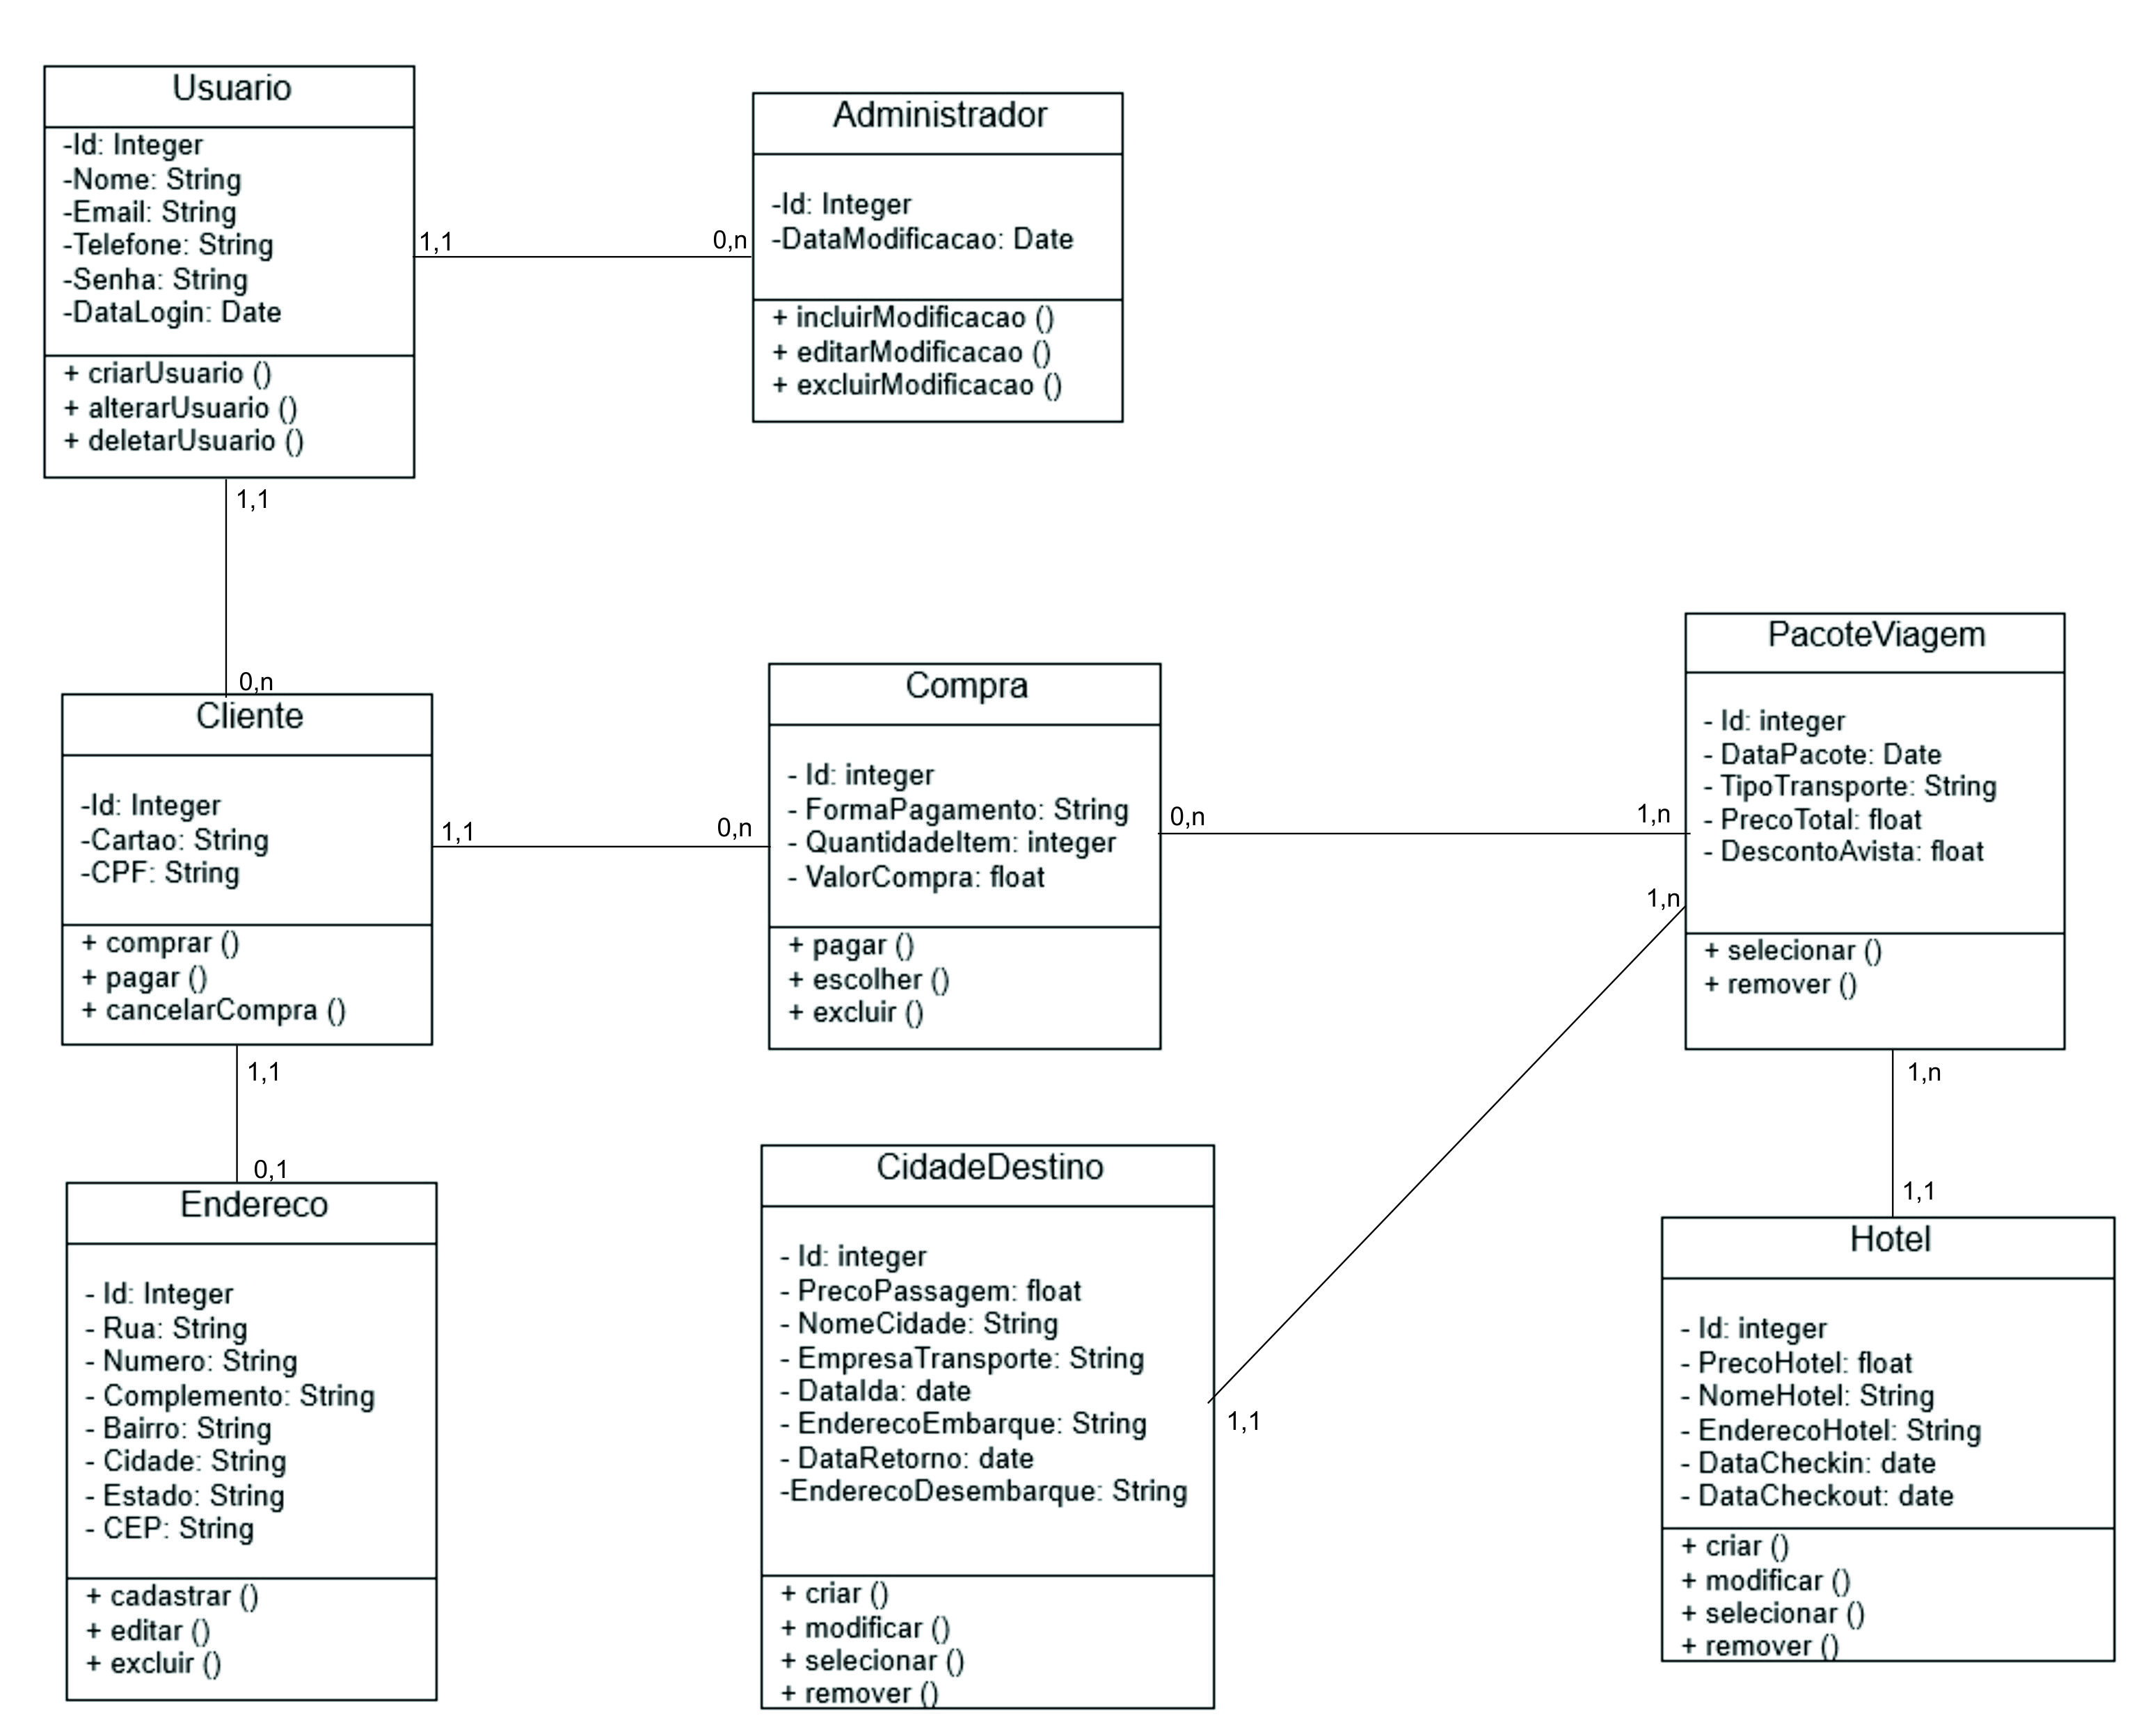 Usuario
-Id: Integer
-Nome: String
-Email: String
-Telefone: String
-Senha: String
-DataLogin: Date
+ criarUsuario ()
+ alterarUsuario ()
+ deletarUsuario ()
1,1
0,n
Administrador
-Id: Integer
-DataModificacao: Date
+ incluirModificacao ()
+ editarModificacao ()
+ excluirModificacao ()
1,1
0,n
Cliente
-Id: Integer
-Cartao: String
-CPF: String
+ comprar ()
+ pagar ()
+ cancelarCompra ()
1,1
0,n
Compra
- Id: integer
- FormaPagamento: String
- QuantidadeItem: integer
- ValorCompra: float
+ pagar ()
+ escolher ()
+ excluir ()
0,n
1,n
PacoteViagem
- Id: integer
- DataPacote: Date
- TipoTransporte: String
- PrecoTotal: float
- DescontoAvista: float
+ selecionar ()
+ remover ()
1,n
1,1
1,n
1,1
0,1
Endereco
- Id: Integer
- Rua: String
- Numero: String
- Complemento: String
- Bairro: String
- Cidade: String
- Estado: String
- CEP: String
+ cadastrar ()
+ editar ()
+ excluir ()
CidadeDestino
- Id: integer
- PrecoPassagem: float
- NomeCidade: String
- EmpresaTransporte: String
- DataIda: date
- EnderecoEmbarque: String
- DataRetorno: date
-EnderecoDesembarque: String
+ criar ()
+ modificar ()
+ selecionar ()
+ remover ()
1,1
1,1
Hotel
- Id: integer
- PrecoHotel: float
- NomeHotel: String
- EnderecoHotel: String
- DataCheckin: date
- DataCheckout: date
+ criar ()
+ modificar ()
+ selecionar ()
+ remover ()